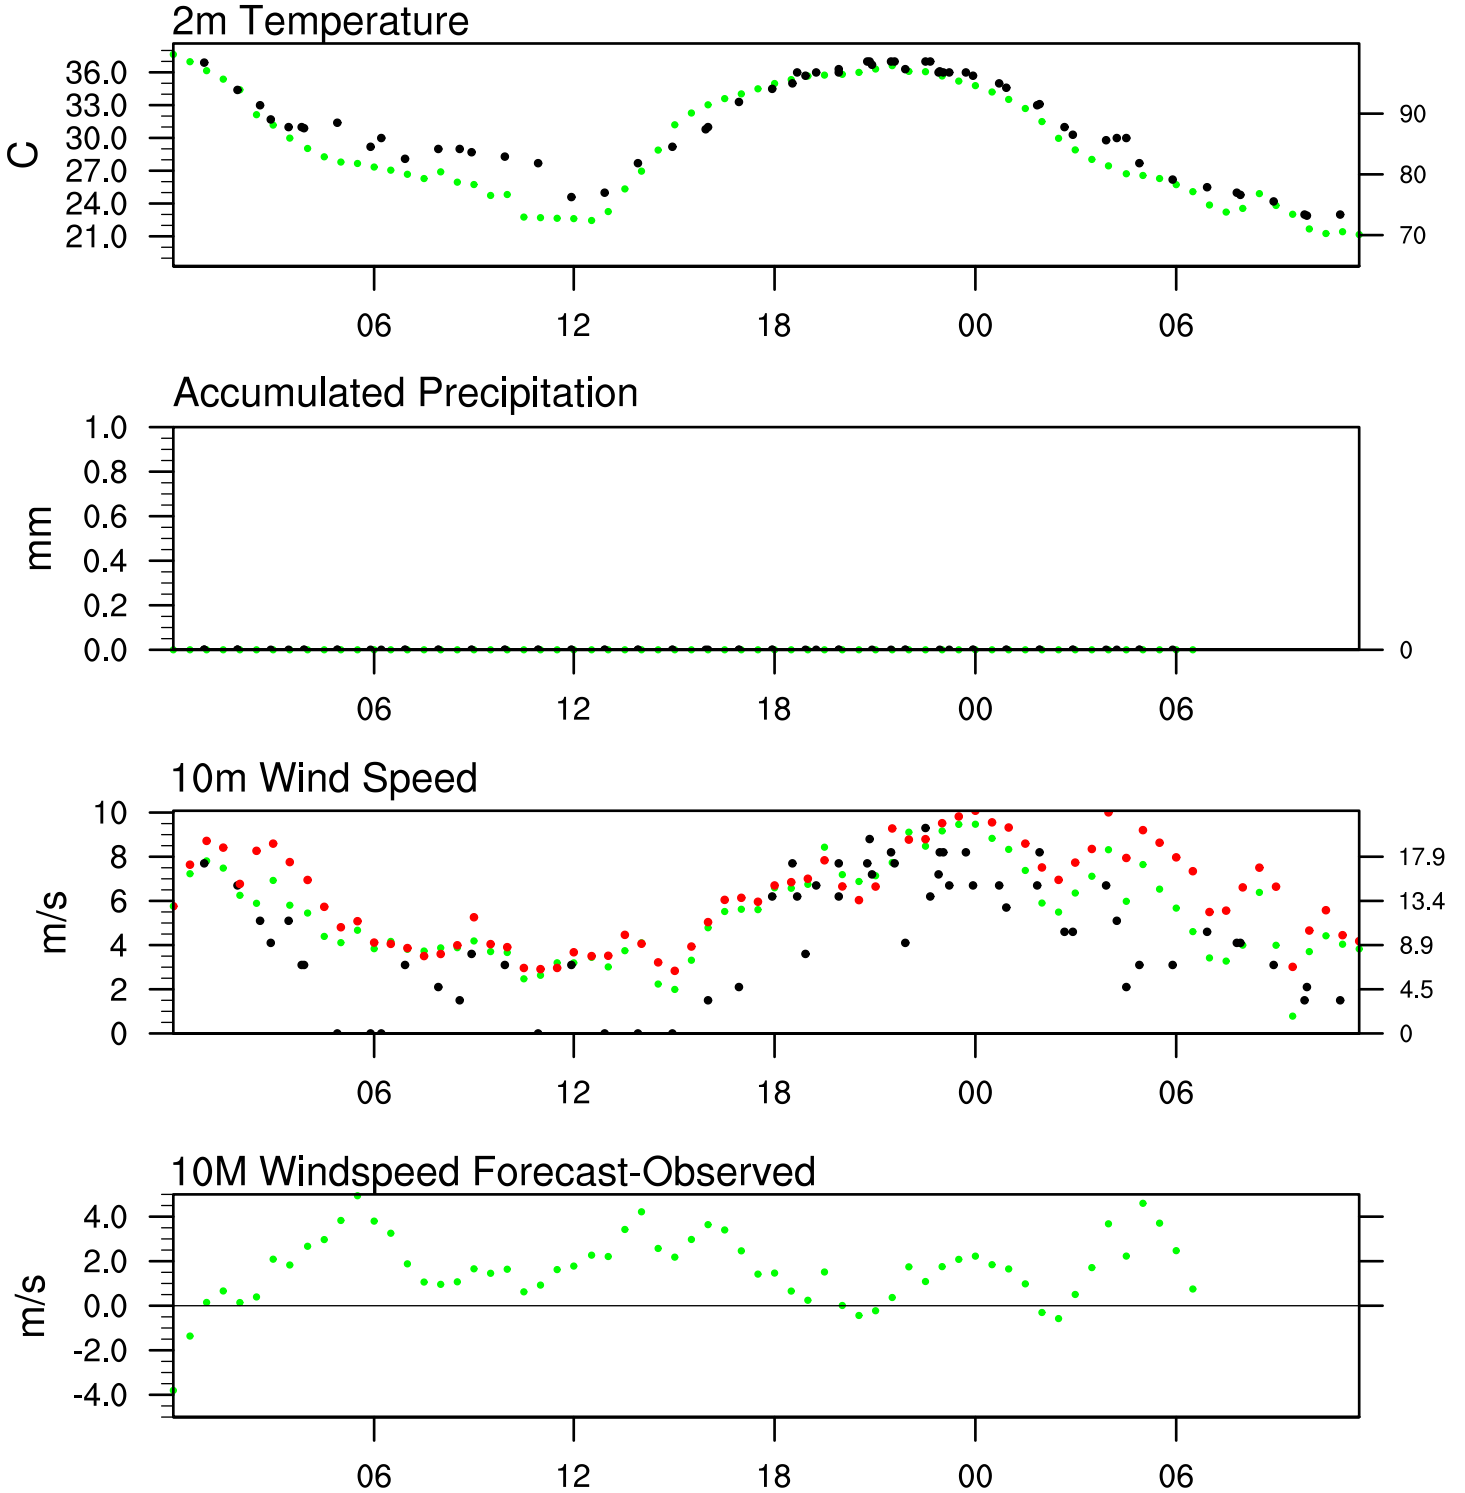 2m Temperature
36.0
33.0
90
30.0
C
27.0
80
24.0
21.0
70
06 12 18 00 06
Accumulated Precipitation
1.0
0.8
0.6
mm
0.4
0.2
0.0
0
06 12 18 00 06
10m Wind Speed
10
8
17.9
6
13.4
m/s
4
8.9
2
4.5
0
0
06 12 18 00 06
10M Windspeed Forecast-Observed
4.0
2.0
0.0
m/s
-2.0
-4.0
06 12 18 00 06